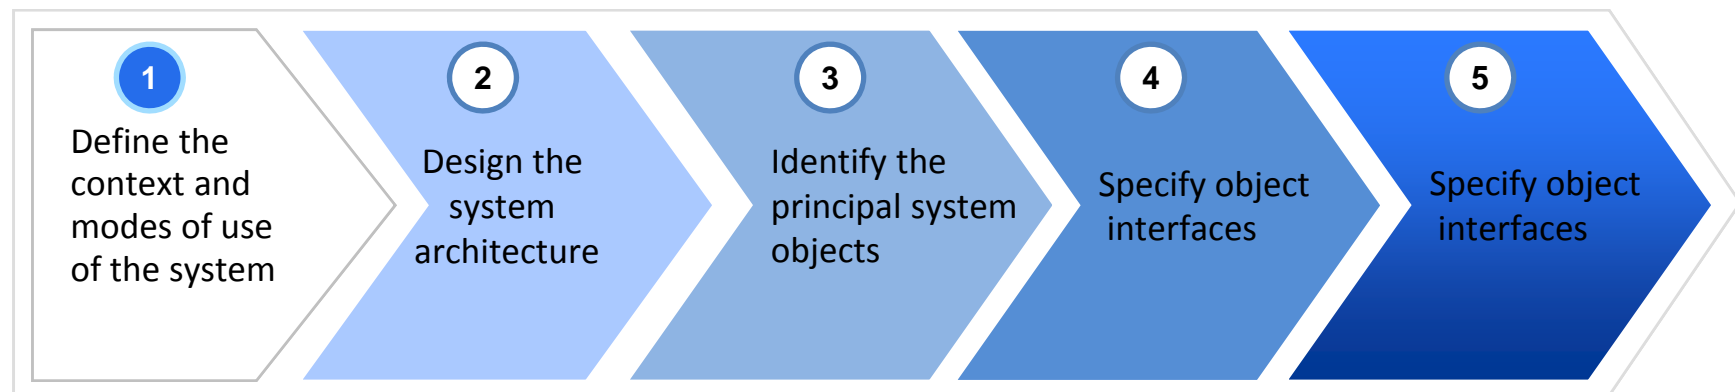 1
Define the
context and
modes of use
of the system
2
Design the
system
architecture
3
Identify the
principal system
objects
4
Specify object
interfaces
5
Specify object
interfaces